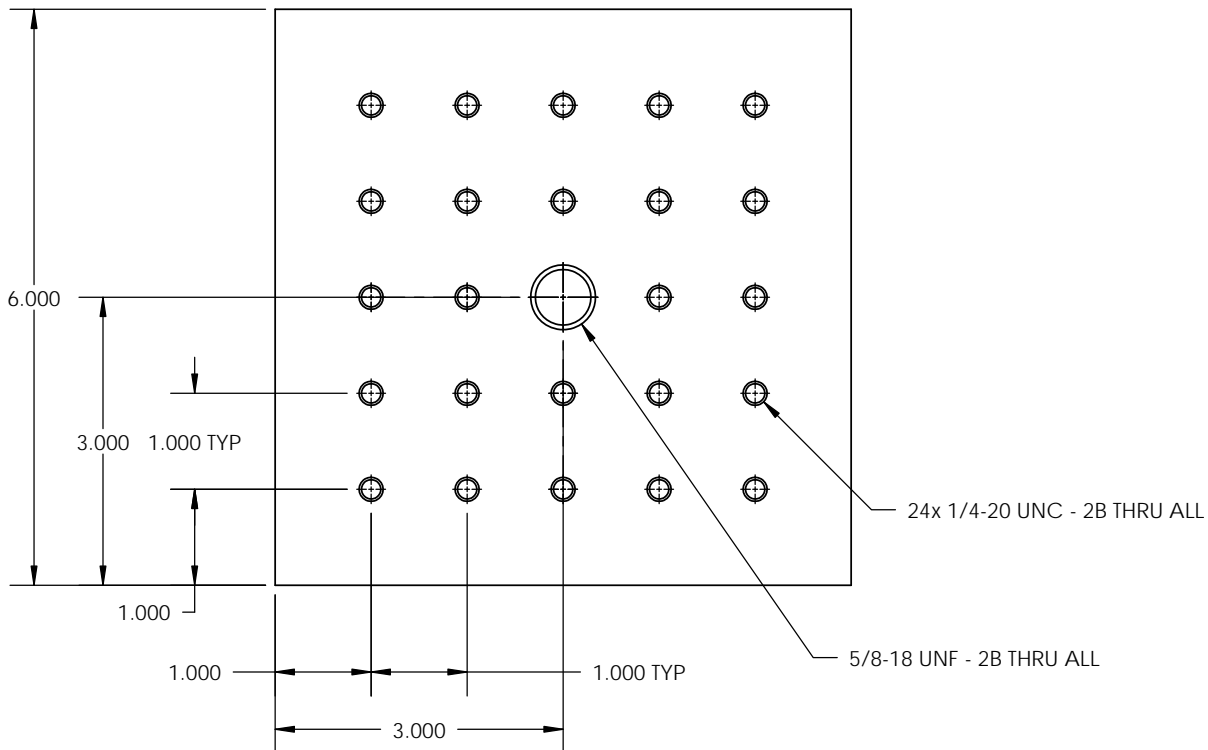 6.000
3.000
1.000 TYP
24x 1/4-20 UNC - 2B THRU ALL
1.000
5/8-18 UNF - 2B THRU ALL
1.000
1.000 TYP
3.000